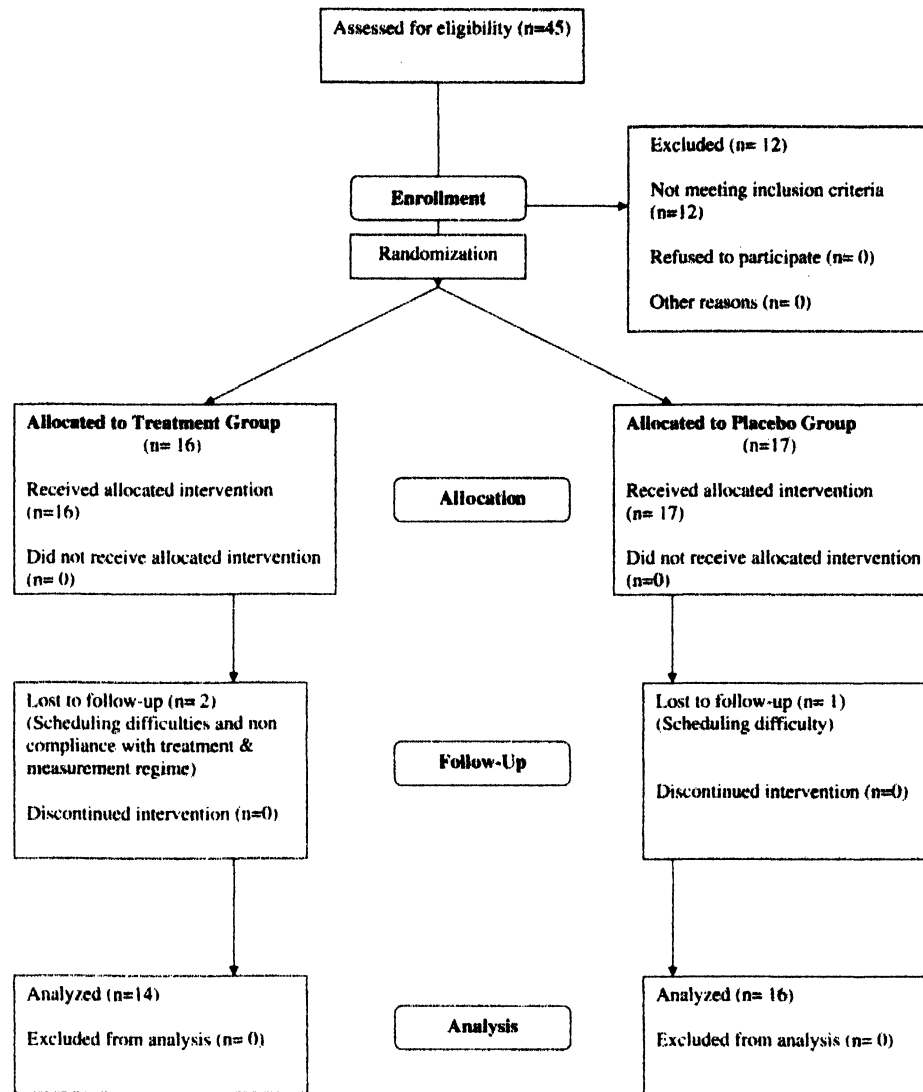 Assessed for eligibility (n=45)
Excluded (n= 12)
Not meeting inclusion criteria
(n=12)
Refused to participate (n= 0)
Other reasons (n= 0)
Enrollment
Randomization
Allocated to Treatment Group
(n= 16)
Received allocated intervention
(n=16)
Did not receive allocated intervention
(n= 0)
Allocation
Allocated to Placebo Group
(n=17)
Received allocated intervention
(n= 17)
Did not receive allocated intervention
(n=0)
Lost to follow-up (n= 2)
(Scheduling difficulties and non
compliance with treatment &
measurement regime)
Discontinued intervention (n=0)
Follow-Up
Lost to follow-up (n= 1)
(Scheduling difficulty)
Discontinued intervention (n=0)
Analyzed (n=14)
Excluded from analysis (n= 0)
Analysis
Analyzed (n= 16)
Excluded from analysis (n= 0)